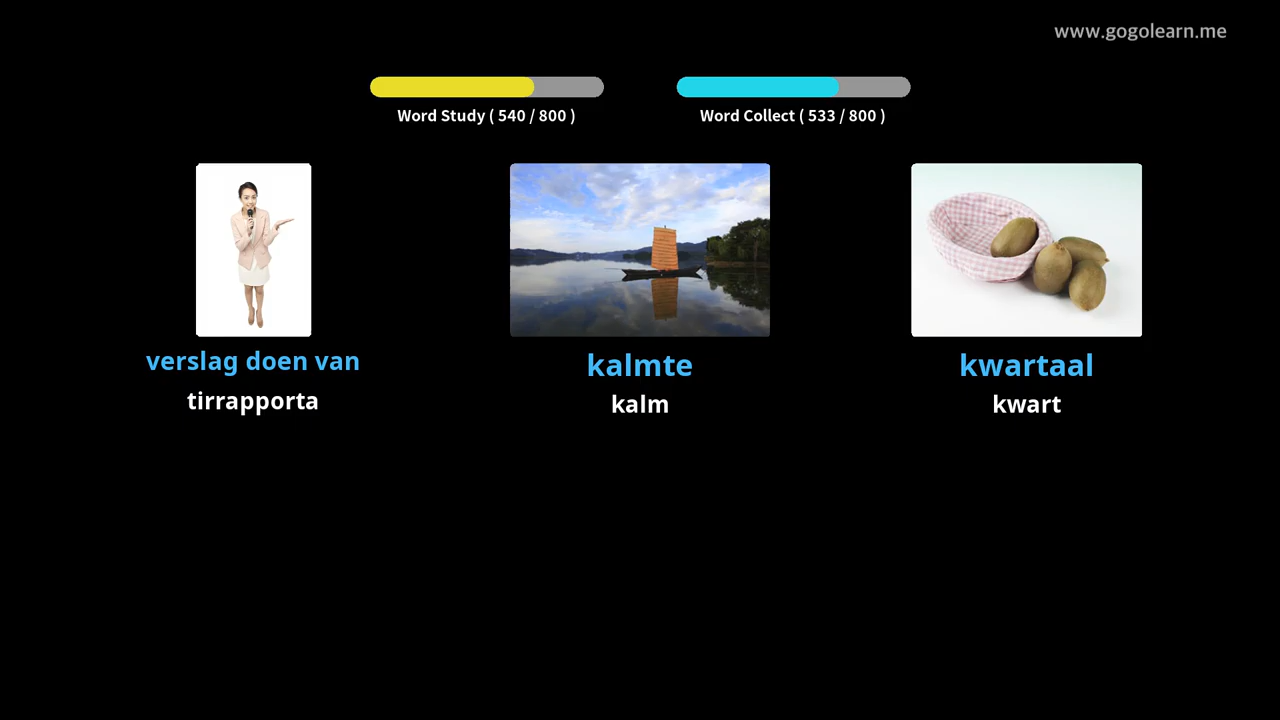 www.gogolearn.me
Word Study ( 540 / 800 )
Word Collect ( 533 / 800 )
verslag doen van
tirrapporta
kalmte
kalm
kwartaal
kwart